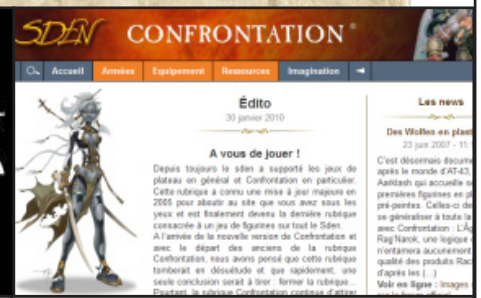 SDEN CONFRONTATION®
Accueil Armées Equipement Ressources Imagination
Édito
30 janvier 2010
A vous de jouer !
Depuis toujours le sden a supporté les jeux de
plateau en général et Confrontation en particulier.
Cette rubrique a connu une mise à jour majeure en
2005 pour aboutir au site que vous avez sous les
yeux et est finalement devenu la dernière rubrique
consacrée à un jeu de figurines sur tout le Sden.
A l'arrivée de la nouvelle version de Confrontation et
avec le départ des anciens de la rubrique
Confrontation, nous avons pensé que cette rubrique
tomberait en désuétude et que rapidement, une
seule conclusion serait à tirer : fermer la rubrique...
Pourtant, la rubrique Confrontation continue d'attirer
Les news
Des Wolfen en plast
23 juin 2007 - 11:
C'est désormais docume
après le monde d'AT-43,
Aarklash qui accueille s
premières figurines en pl
pré-peintes. Celles-ci de
se généraliser à toute la
avec Confrontation : L'Âg
Rag'Narok, une logique
n'entamera aucunement
qualité des produits Rac
d'après les (...)
Voir en ligne : Images